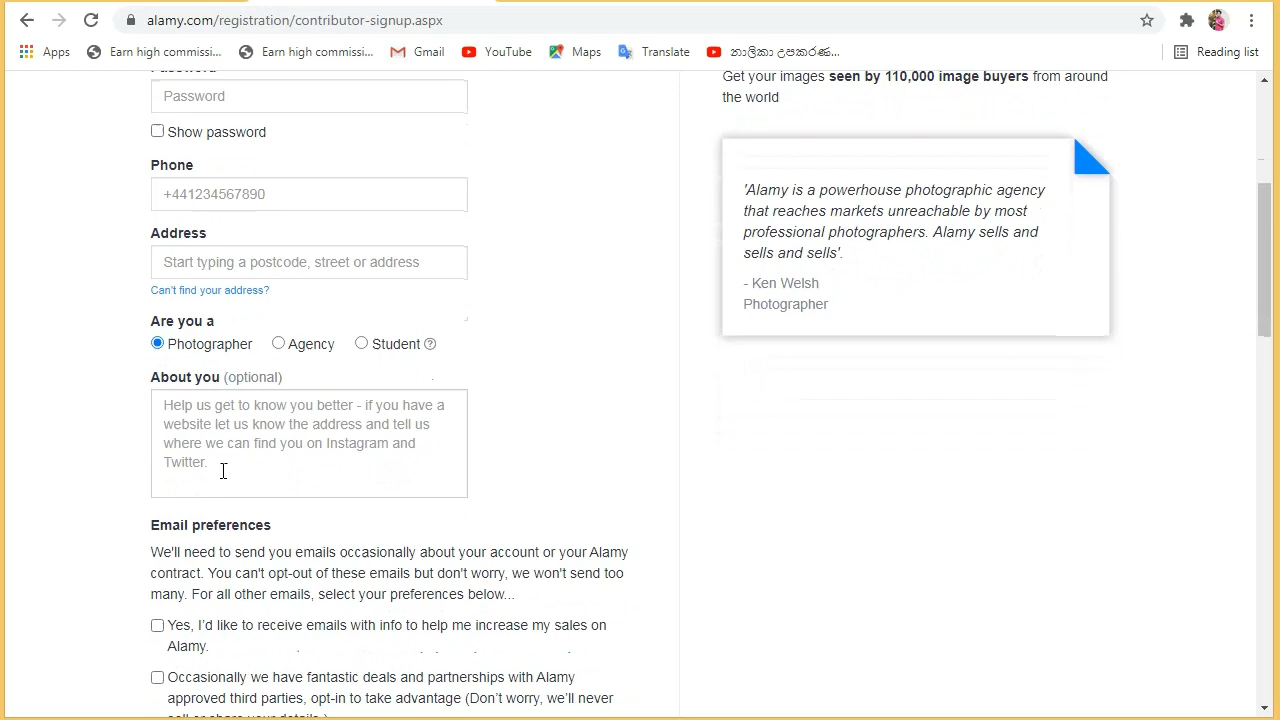 alamy.com/registration/contributor-signup.aspx
Apps
Earn high commissi...
Earn high commissi...
Gmail
YouTube
Maps
Translate
නාලිකා උපකරණ...
Reading list
Password
Password
Show password
Phone
+441234567890
Address
Start typing a postcode, street or address
Can't find your address?
Are you a
Photographer
Agency
Student
About you (optional)
Help us get to know you better - if you have a
website let us know the address and tell us
where we can find you on Instagram and
Twitter.
Email preferences
We'll need to send you emails occasionally about your account or your Alamy
contract. You can't opt-out of these emails but don't worry, we won't send too
many. For all other emails, select your preferences below...
Yes, I'd like to receive emails with info to help me increase my sales on
Alamy.
Occasionally we have fantastic deals and partnerships with Alamy
approved third parties, opt-in to take advantage (Don't worry, we'll never
sell or share your details.)
Get your images seen by 110,000 image buyers from around
the world
'Alamy is a powerhouse photographic agency
that reaches markets unreachable by most
professional photographers. Alamy sells and
sells and sells'.
- Ken Welsh
Photographer